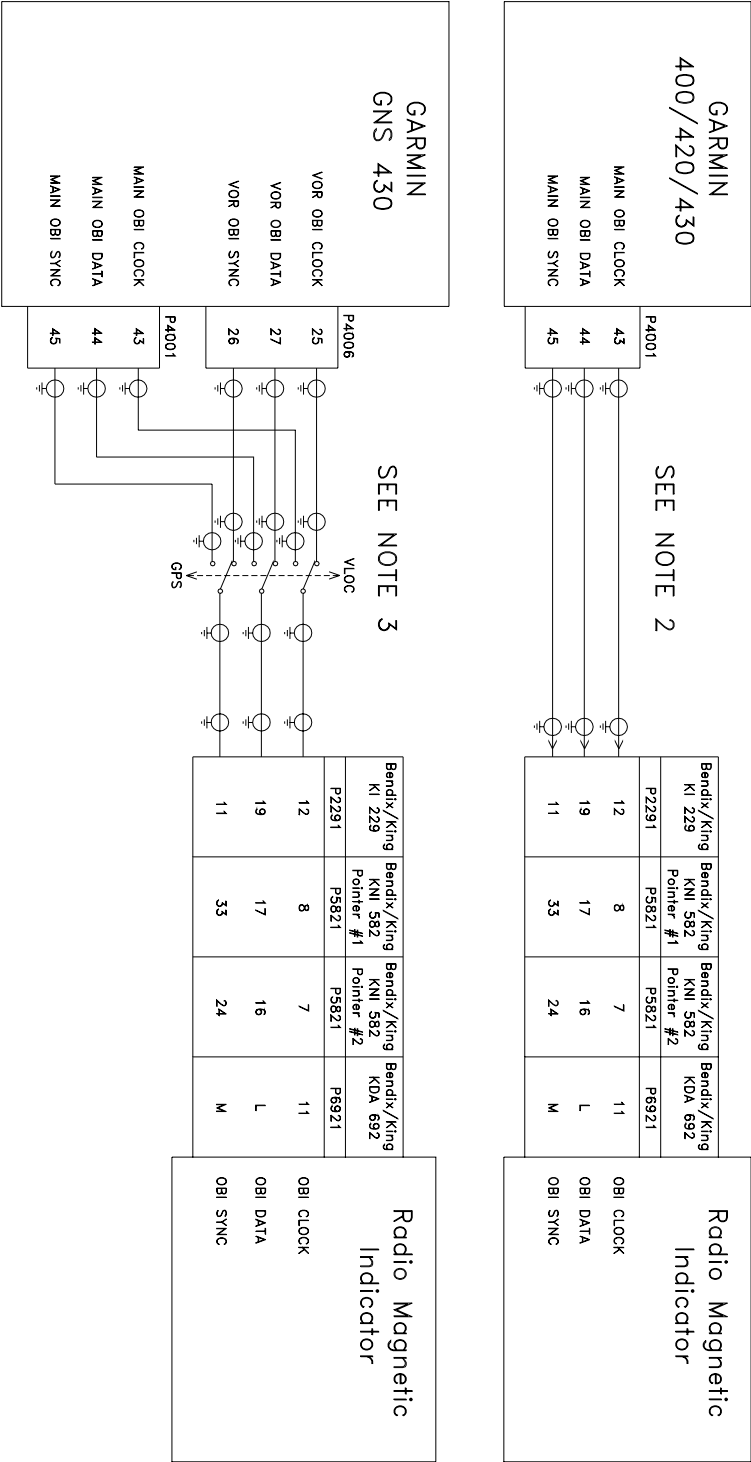 GARMIN
400/420/430
MAIN OBI CLOCK
MAIN OBI DATA
MAIN OBI SYNC
P4001
43
44
45
SEE NOTE 2
Bendix/King
KI 229
Bendix/King
KNI 582
Pointer #1
Bendix/King
KNI 582
Pointer #2
Bendix/King
KDA 692
P2291
P5821
P5821
P6921
12
8
7
11
19
17
16
L
11
33
24
M
Radio Magnetic
Indicator
OBI CLOCK
OBI DATA
OBI SYNC
GARMIN
GNS 430
VOR OBI CLOCK
VOR OBI DATA
VOR OBI SYNC
MAIN OBI CLOCK
MAIN OBI DATA
MAIN OBI SYNC
P4006
25
27
26
P4001
43
44
45
SEE NOTE 3
VLOC
GPS
Bendix/King
KI 229
Bendix/King
KNI 582
Pointer #1
Bendix/King
KNI 582
Pointer #2
Bendix/King
KDA 692
P2291
P5821
P5821
P6921
12
8
7
11
19
17
16
L
11
33
24
M
Radio Magnetic
Indicator
OBI CLOCK
OBI DATA
OBI SYNC